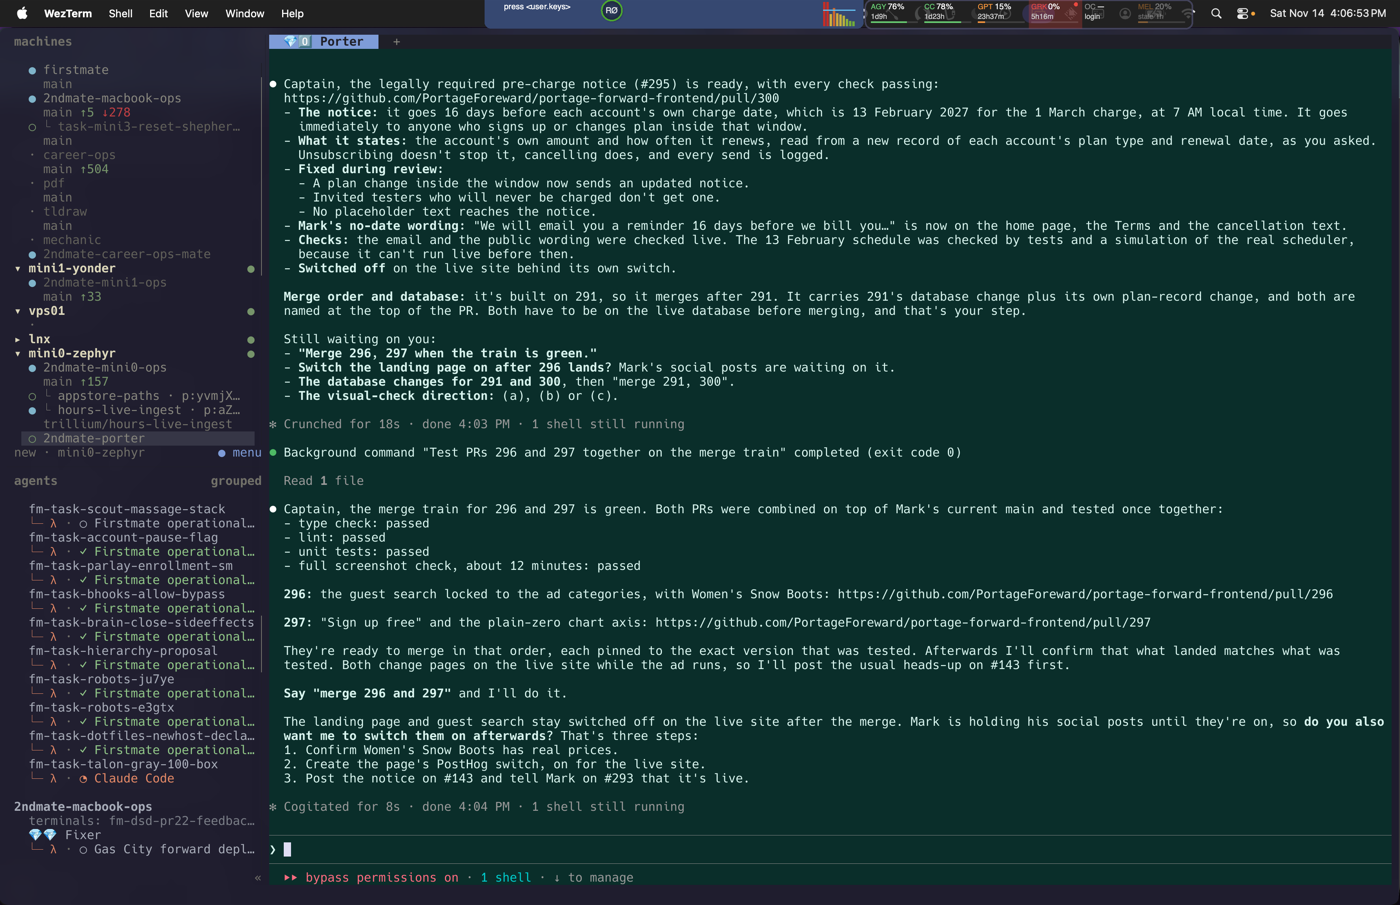 WezTerm Shell Edit View Window Help
press <user.keys>
RØ
AGY 76% CC 78% GPT 15% GRK 0% OC — MEL 20%
1d9h 1d23h 23h37m 5h16m login stale 1h
Sat Nov 14 4:06:53 PM
machines
● firstmate
main
● 2ndmate-macbook-ops
main ↑5 ↓278
○ └ task-mini3-reset-shepher…
main
· career-ops
main ↑504
· pdf
main
· tldraw
main
· mechanic
● 2ndmate-career-ops-mate
▾ mini1-yonder ●
● 2ndmate-mini1-ops
main ↑33
▾ vps01 ●
·
▸ lnx ●
▾ mini0-zephyr ●
● 2ndmate-mini0-ops
main ↑157
○ └ appstore-paths · p:yvmjX…
● └ hours-live-ingest · p:aZ…
trillium/hours-live-ingest
○ 2ndmate-porter
new · mini0-zephyr ● menu
agents grouped
fm-task-scout-massage-stack
└─ λ · ○ Firstmate operational…
fm-task-account-pause-flag
└─ λ · ✓ Firstmate operational…
fm-task-parlay-enrollment-sm
└─ λ · ✓ Firstmate operational…
fm-task-bhooks-allow-bypass
└─ λ · ✓ Firstmate operational…
fm-task-brain-close-sideeffects
└─ λ · ✓ Firstmate operational…
fm-task-hierarchy-proposal
└─ λ · ✓ Firstmate operational…
fm-task-robots-ju7ye
└─ λ · ✓ Firstmate operational…
fm-task-robots-e3gtx
└─ λ · ✓ Firstmate operational…
fm-task-dotfiles-newhost-decla…
└─ λ · ✓ Firstmate operational…
fm-task-talon-gray-100-box
└─ λ · ◔ Claude Code
2ndmate-macbook-ops
terminals: fm-dsd-pr22-feedbac…
💎💎 Fixer
└─ λ · ○ Gas City forward depl…
«
💎 0 Porter +
● Captain, the legally required pre-charge notice (#295) is ready, with every check passing:
https://github.com/PortageForeward/portage-forward-frontend/pull/300
- The notice: it goes 16 days before each account's own charge date, which is 13 February 2027 for the 1 March charge, at 7 AM local time. It goes
immediately to anyone who signs up or changes plan inside that window.
- What it states: the account's own amount and how often it renews, read from a new record of each account's plan type and renewal date, as you asked.
Unsubscribing doesn't stop it, cancelling does, and every send is logged.
- Fixed during review:
- A plan change inside the window now sends an updated notice.
- Invited testers who will never be charged don't get one.
- No placeholder text reaches the notice.
- Mark's no-date wording: "We will email you a reminder 16 days before we bill you…" is now on the home page, the Terms and the cancellation text.
- Checks: the email and the public wording were checked live. The 13 February schedule was checked by tests and a simulation of the real scheduler,
because it can't run live before then.
- Switched off on the live site behind its own switch.
Merge order and database: it's built on 291, so it merges after 291. It carries 291's database change plus its own plan-record change, and both are
named at the top of the PR. Both have to be on the live database before merging, and that's your step.
Still waiting on you:
- "Merge 296, 297 when the train is green."
- Switch the landing page on after 296 lands? Mark's social posts are waiting on it.
- The database changes for 291 and 300, then "merge 291, 300".
- The visual-check direction: (a), (b) or (c).
✻ Crunched for 18s · done 4:03 PM · 1 shell still running
● Background command "Test PRs 296 and 297 together on the merge train" completed (exit code 0)
Read 1 file
● Captain, the merge train for 296 and 297 is green. Both PRs were combined on top of Mark's current main and tested once together:
- type check: passed
- lint: passed
- unit tests: passed
- full screenshot check, about 12 minutes: passed
296: the guest search locked to the ad categories, with Women's Snow Boots: https://github.com/PortageForeward/portage-forward-frontend/pull/296
297: "Sign up free" and the plain-zero chart axis: https://github.com/PortageForeward/portage-forward-frontend/pull/297
They're ready to merge in that order, each pinned to the exact version that was tested. Afterwards I'll confirm that what landed matches what was
tested. Both change pages on the live site while the ad runs, so I'll post the usual heads-up on #143 first.
Say "merge 296 and 297" and I'll do it.
The landing page and guest search stay switched off on the live site after the merge. Mark is holding his social posts until they're on, so do you also
want me to switch them on afterwards? That's three steps:
1. Confirm Women's Snow Boots has real prices.
2. Create the page's PostHog switch, on for the live site.
3. Post the notice on #143 and tell Mark on #293 that it's live.
✻ Cogitated for 8s · done 4:04 PM · 1 shell still running
❯
▸▸ bypass permissions on · 1 shell · ↓ to manage